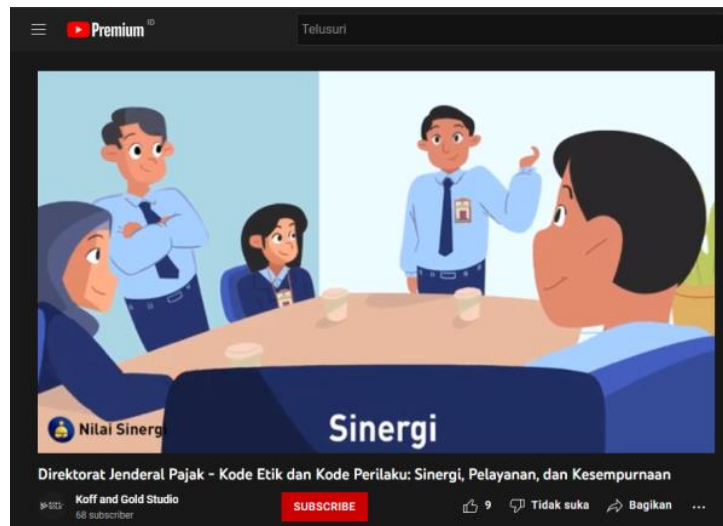 Premium ID
Telusuri
Nilai Sinergi
Sinergi
Direktorat Jenderal Pajak - Kode Etik dan Kode Perilaku: Sinergi, Pelayanan, dan Kesempurnaan
Koff and Gold Studio
68 subscriber
SUBSCRIBE
9
Tidak suka
Bagikan